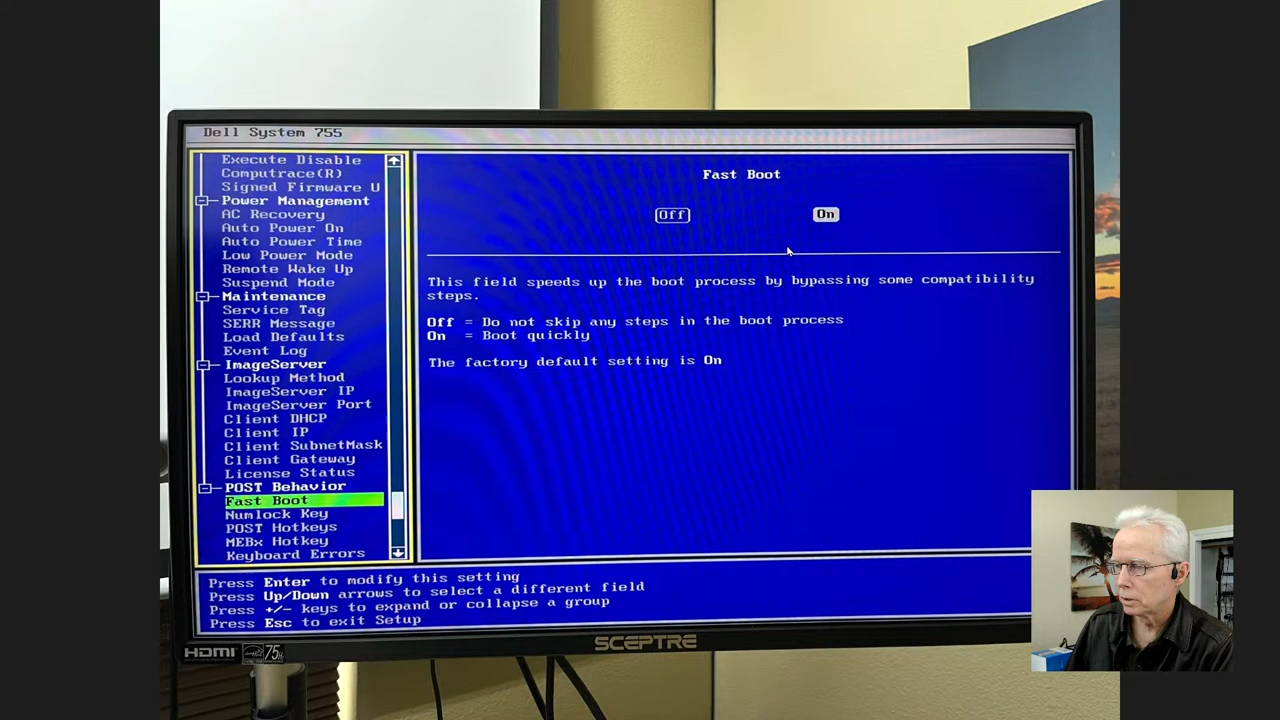 Dell System 755
Execute Disable
Computrace(R)
Signed Firmware U
Power Management
AC Recovery
Auto Power On
Auto Power Time
Low Power Mode
Remote Wake Up
Suspend Mode
Maintenance
Service Tag
SERR Message
Load Defaults
Event Log
ImageServer
Lookup Method
ImageServer IP
ImageServer Port
Client DHCP
Client IP
Client SubnetMask
Client Gateway
License Status
POST Behavior
Fast Boot
Numlock Key
POST Hotkeys
MEBx Hotkey
Keyboard Errors
Fast Boot
Off On
This field speeds up the boot process by bypassing some compatibility
steps.
Off = Do not skip any steps in the boot process
On = Boot quickly
The factory default setting is On
Press Enter to modify this setting
Press Up/Down arrows to select a different field
Press +/- keys to expand or collapse a group
Press Esc to exit Setup
HDMI
SCEPTRE